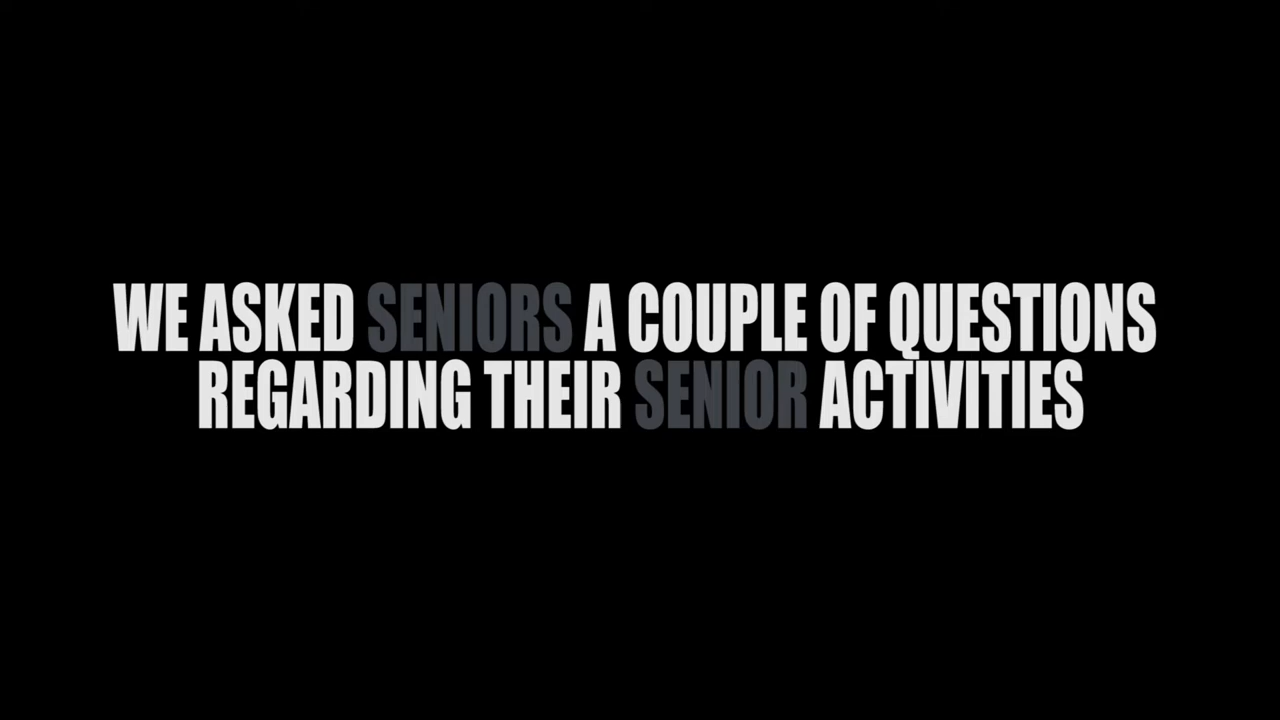 WE ASKED SENIORS A COUPLE OF QUESTIONS
REGARDING THEIR SENIOR ACTIVITIES